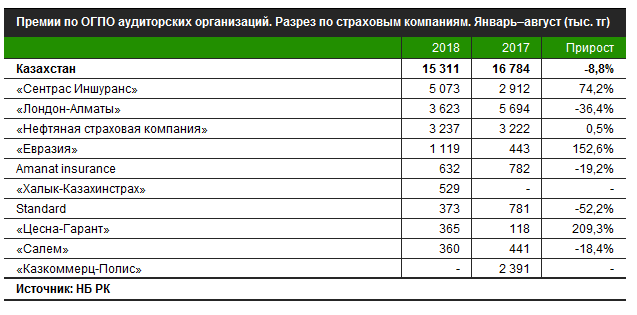 Премии по ОГПО аудиторских организаций. Разрез по страховым компаниям. Январь–август (тыс. тг)
2018 2017 Прирост
Казахстан 15 311 16 784 -8,8%
«Сентрас Иншуранс» 5 073 2 912 74,2%
«Лондон-Алматы» 3 623 5 694 -36,4%
«Нефтяная страховая компания» 3 237 3 222 0,5%
«Евразия» 1 119 443 152,6%
Amanat insurance 632 782 -19,2%
«Халык-Казахинстрах» 529 - -
Standard 373 781 -52,2%
«Цесна-Гарант» 365 118 209,3%
«Салем» 360 441 -18,4%
«Казкоммерц-Полис» - 2 391 -
Источник: НБ РК